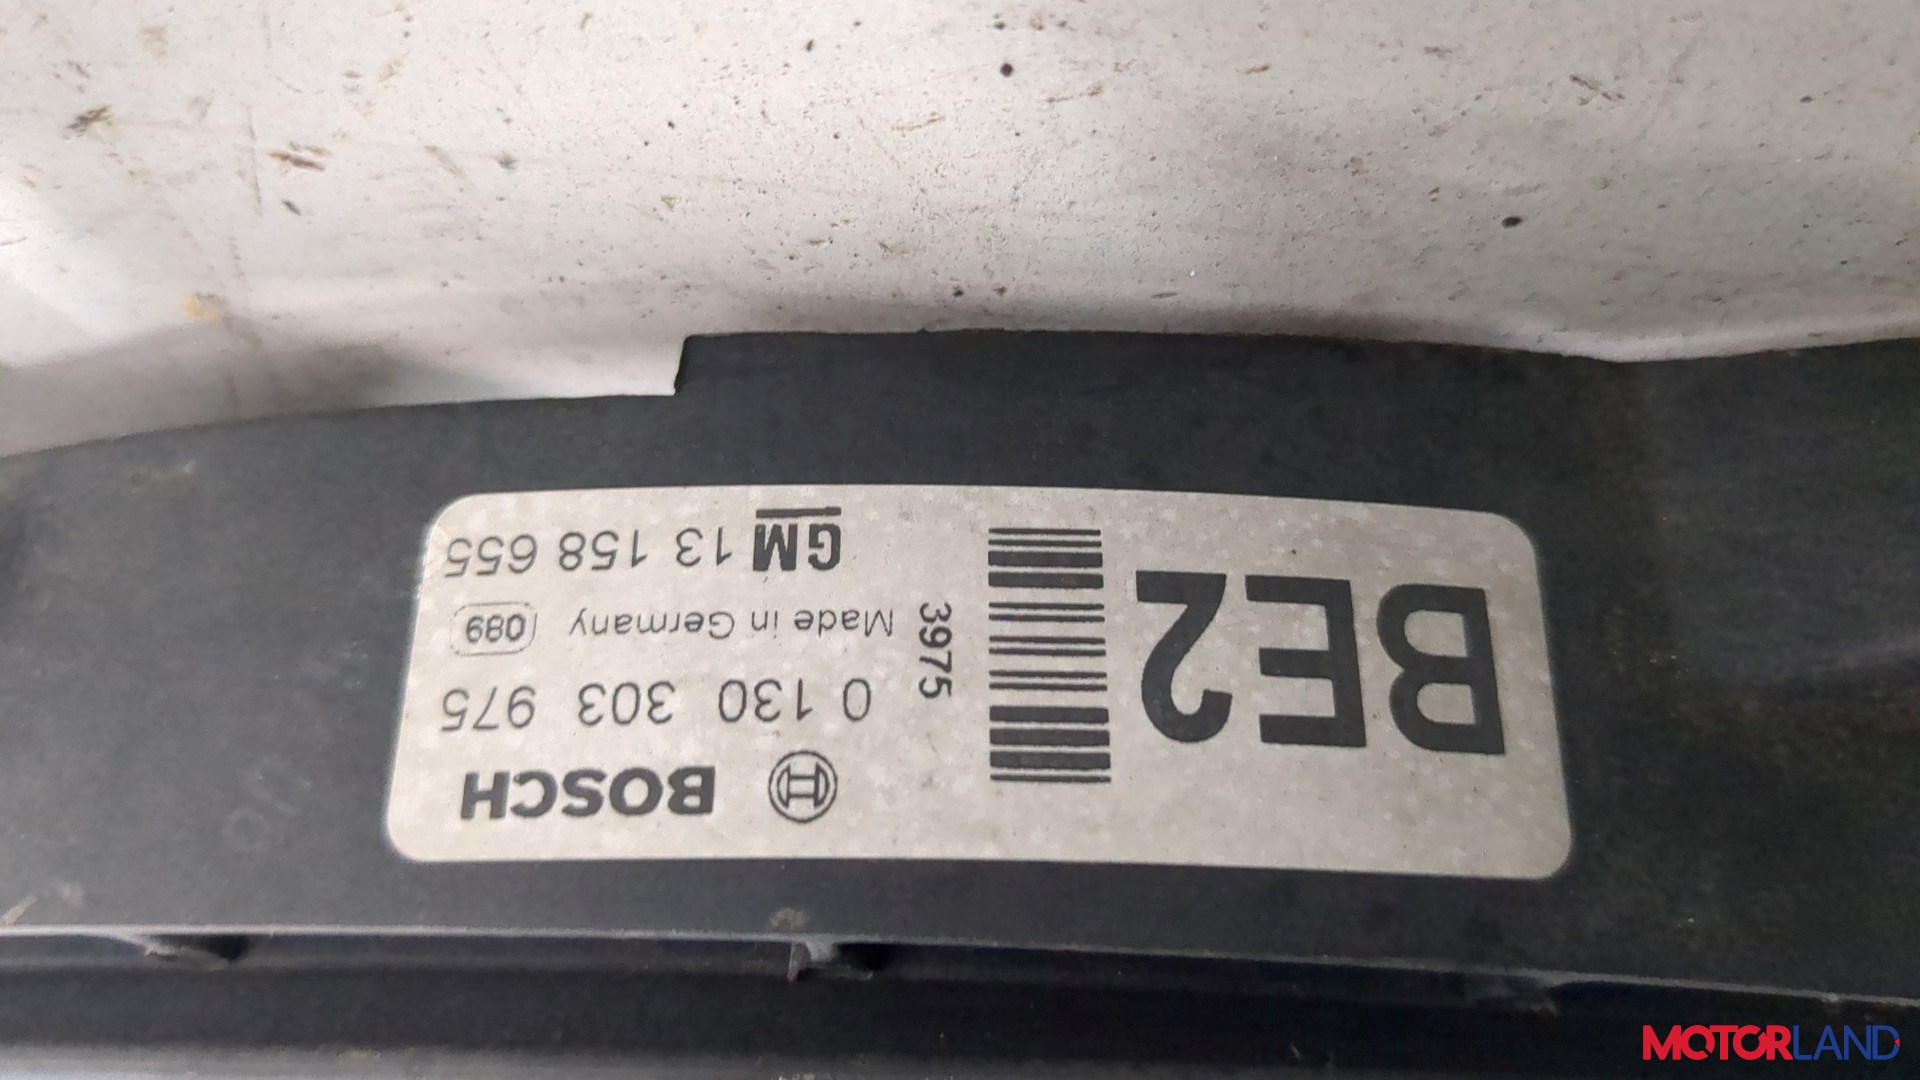 BE2
3975
BOSCH
0 130 303 975
Made in Germany 089
GM 13 158 655
MOTORLAND